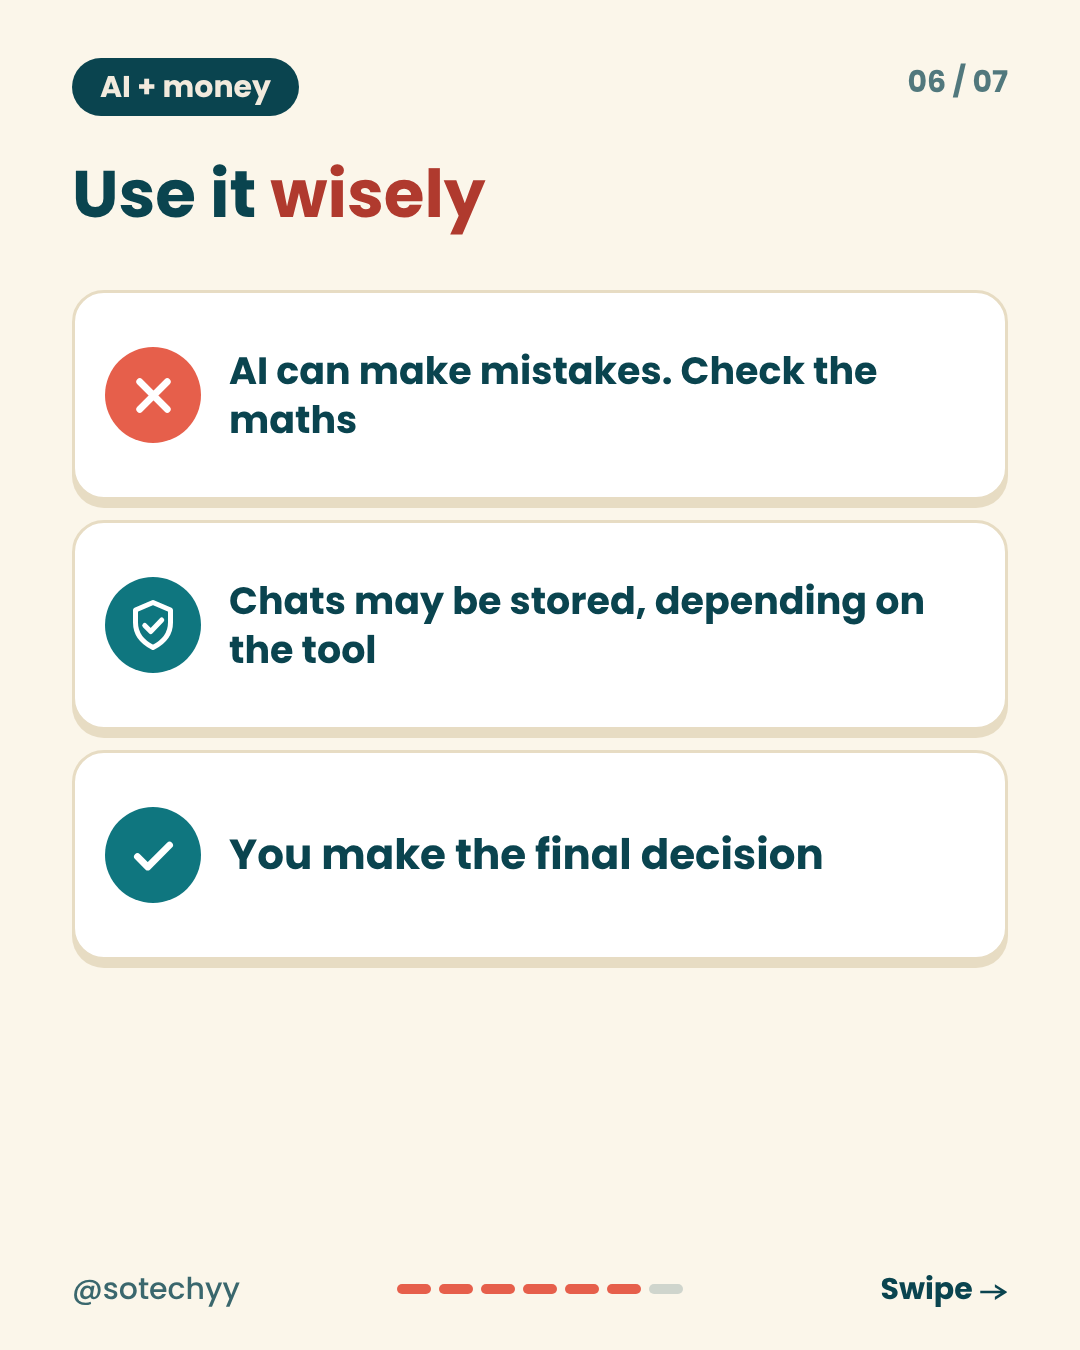 AI + money
06 / 07
Use it wisely
AI can make mistakes. Check the
maths
Chats may be stored, depending on
the tool
You make the final decision
@sotechyy
Swipe →